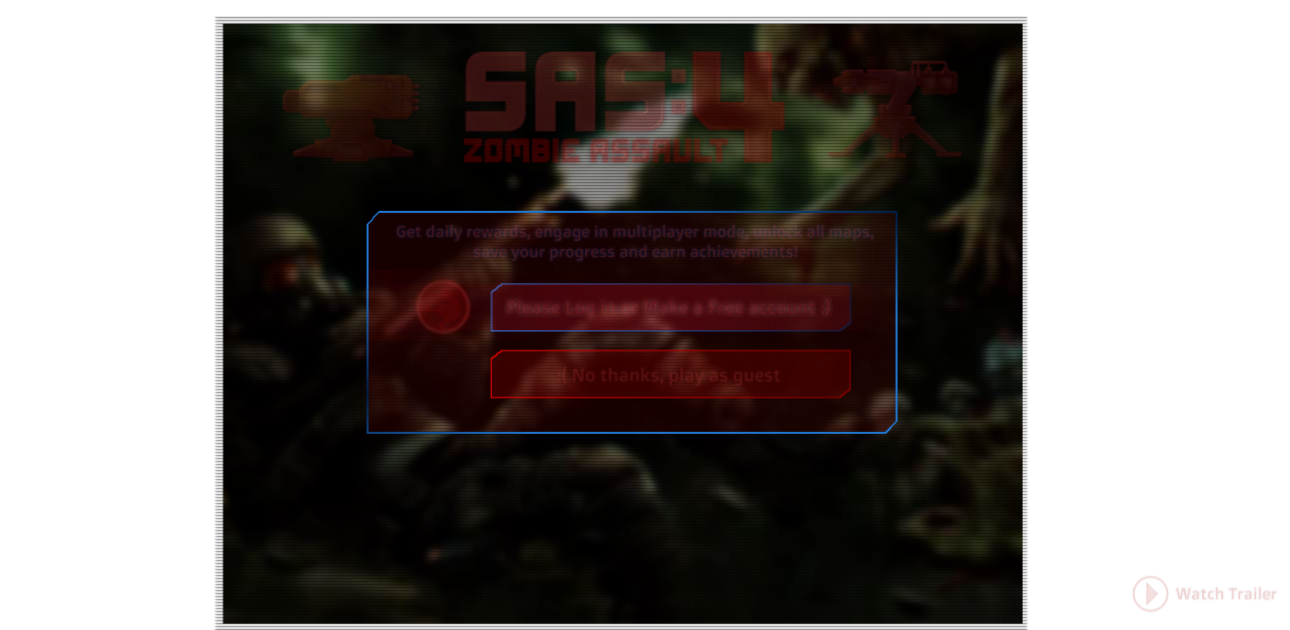 SAS:4
ZOMBIE ASSAULT
Get daily rewards, engage in multiplayer mode, unlock all maps,
save your progress and earn achievements!
Please Log in or Make a free account :)
:( No thanks, play as guest
Watch Trailer